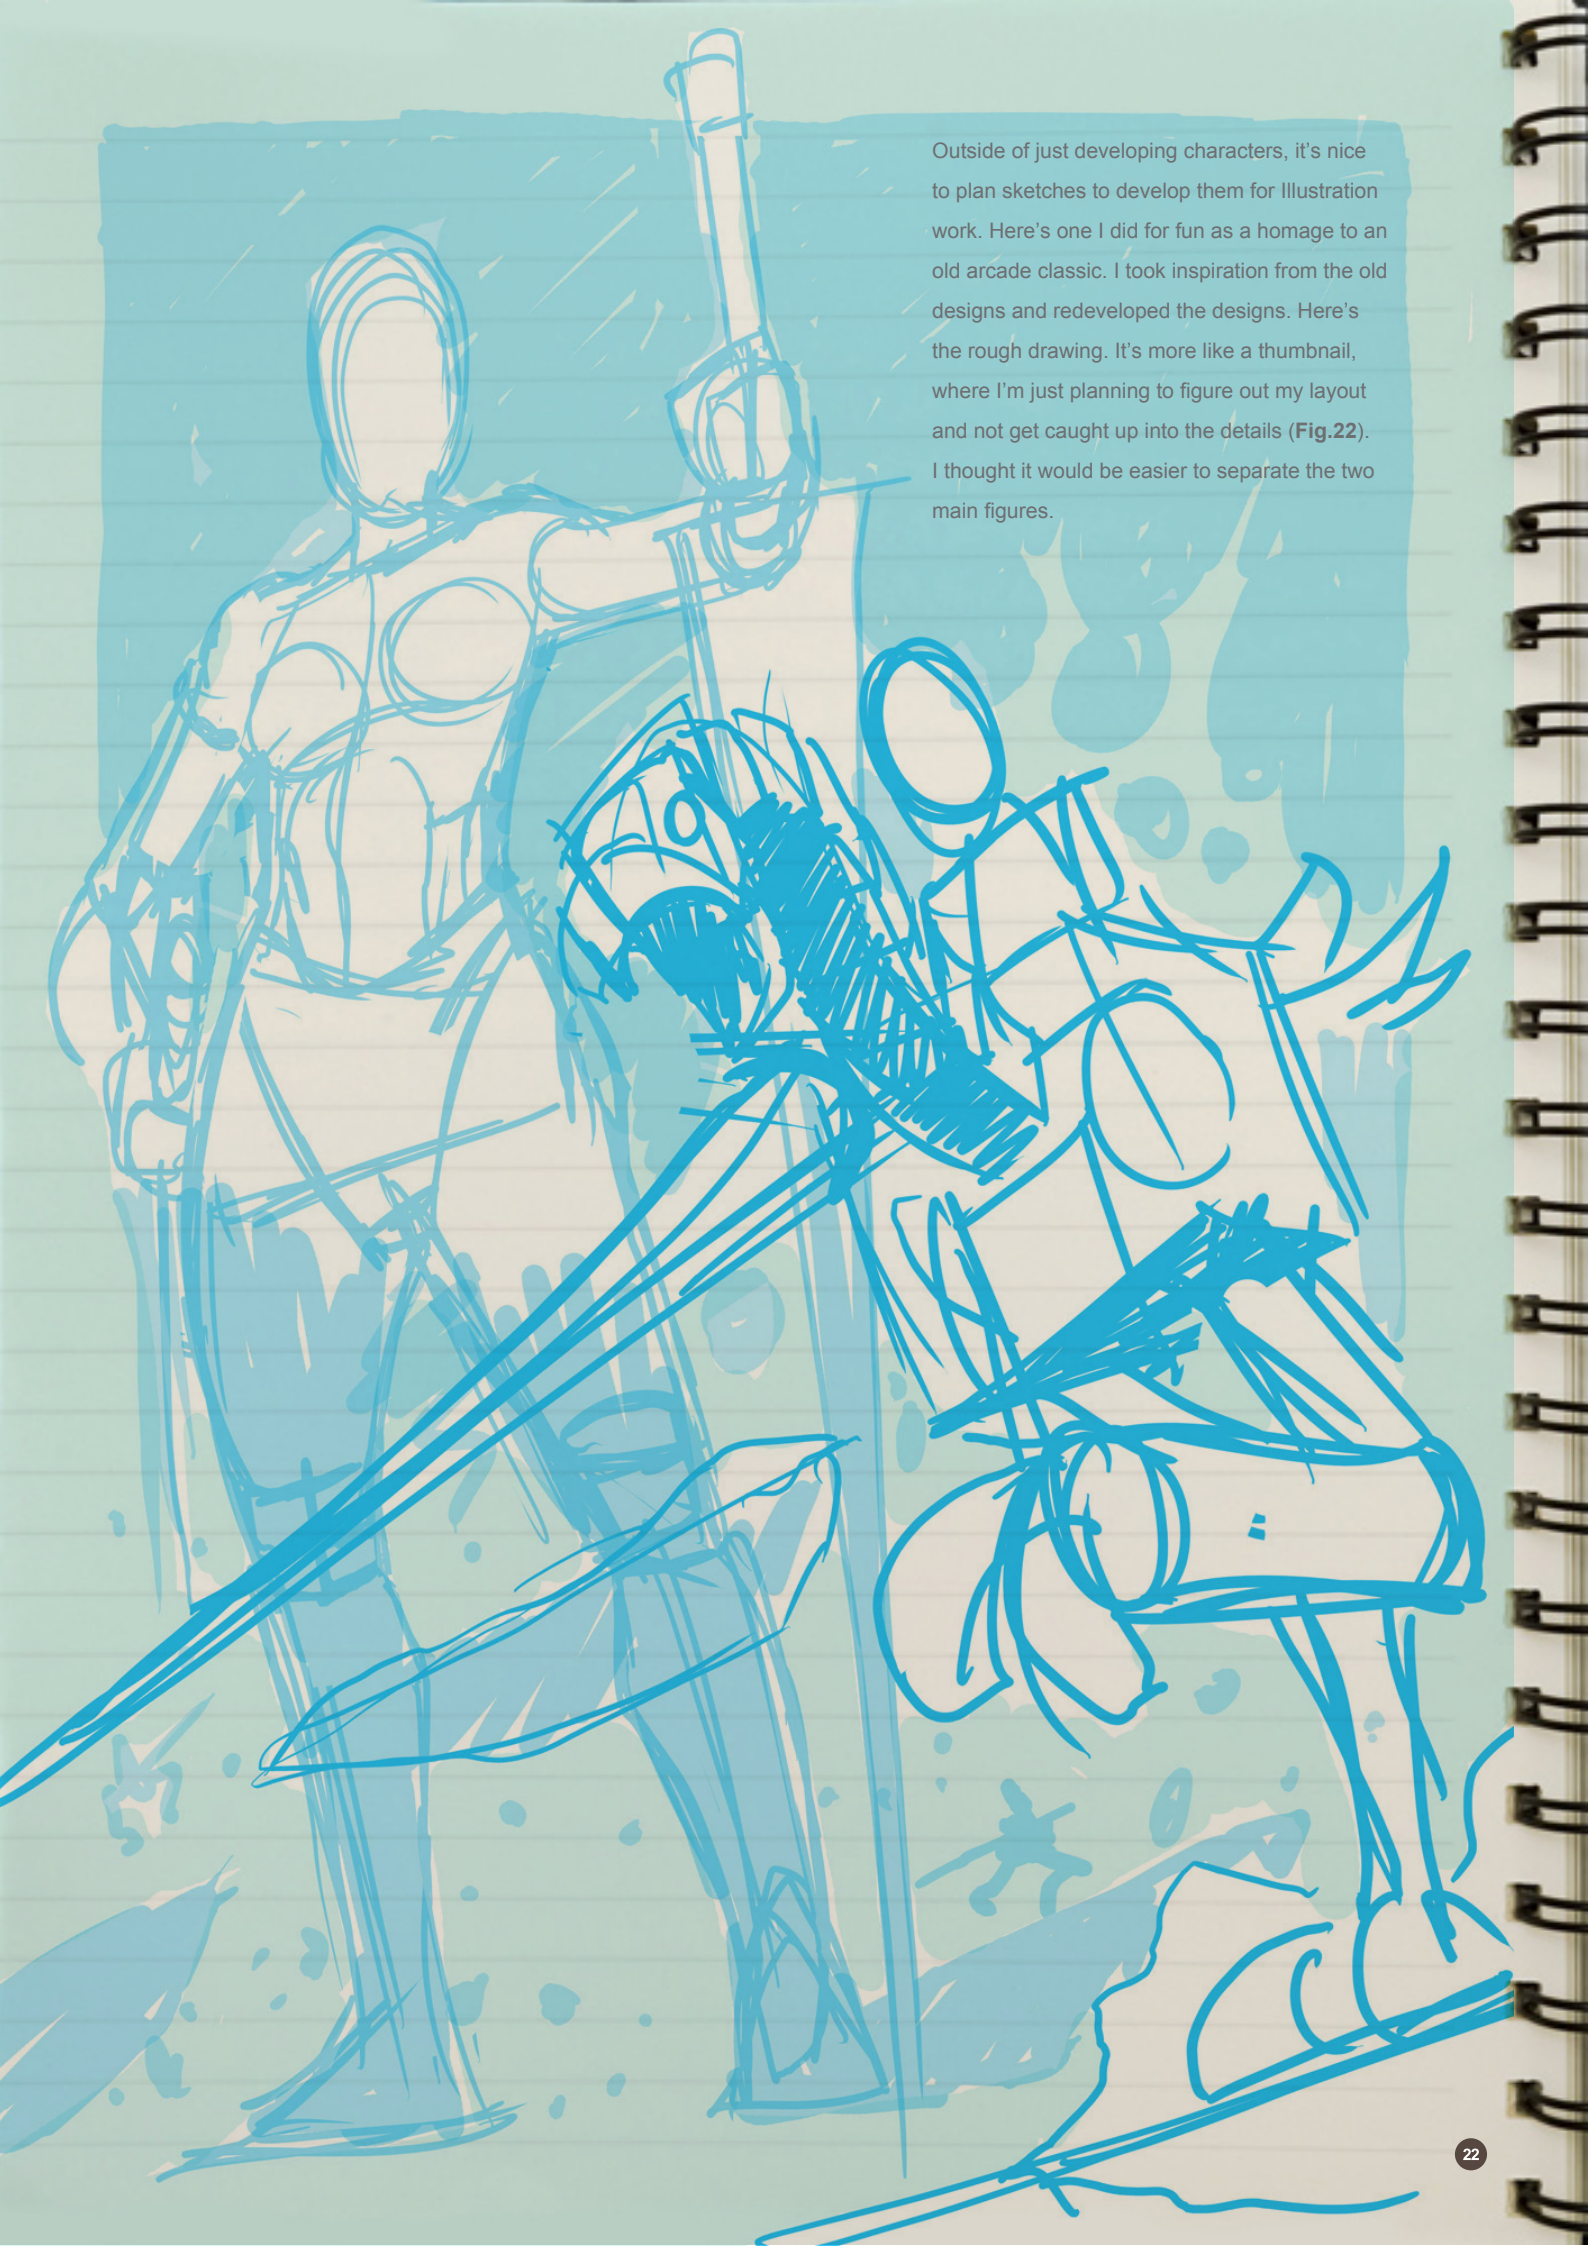 Outside of just developing characters, it's nice
to plan sketches to develop them for Illustration
work. Here's one I did for fun as a homage to an
old arcade classic. I took inspiration from the old
designs and redeveloped the designs. Here's
the rough drawing. It's more like a thumbnail,
where I'm just planning to figure out my layout
and not get caught up into the details (Fig.22).
I thought it would be easier to separate the two
main figures.
22